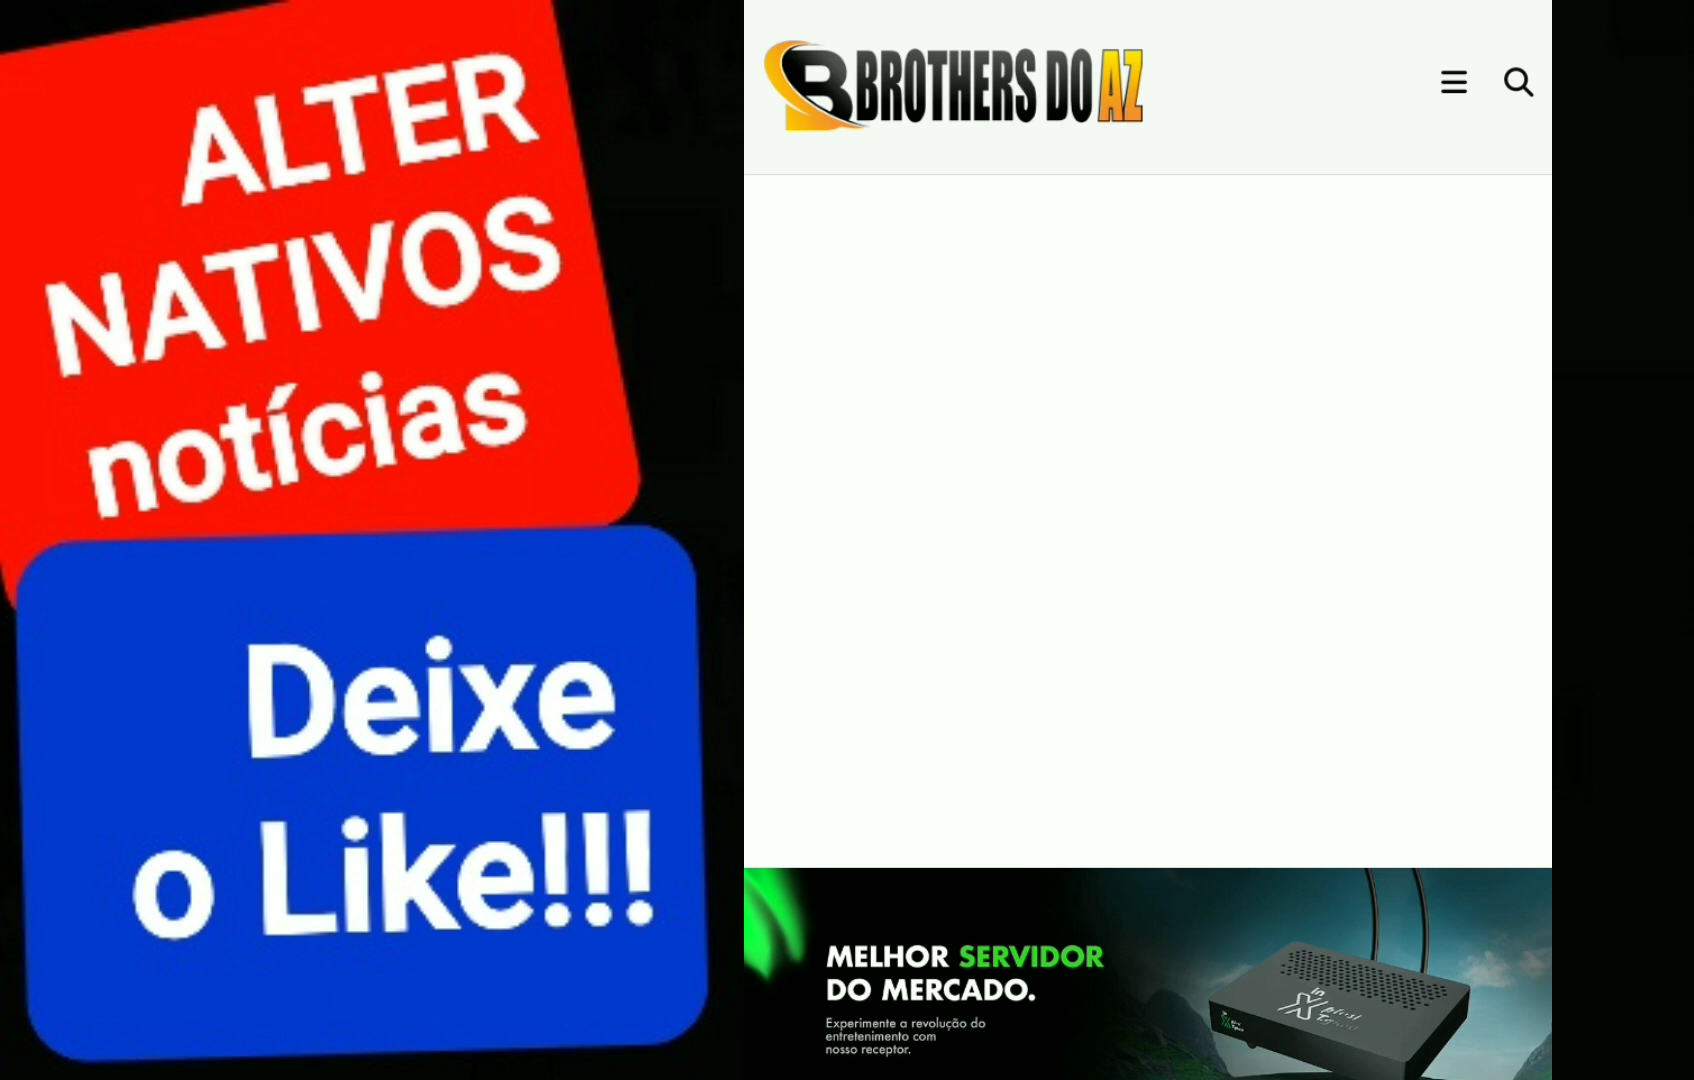 ALTER
NATIVOS
notícias
Deixe
o Like!!!
BROTHERS DO AZ
MELHOR SERVIDOR
DO MERCADO.
Experimente a revolução do
entretenimento com
nosso receptor.
in
X